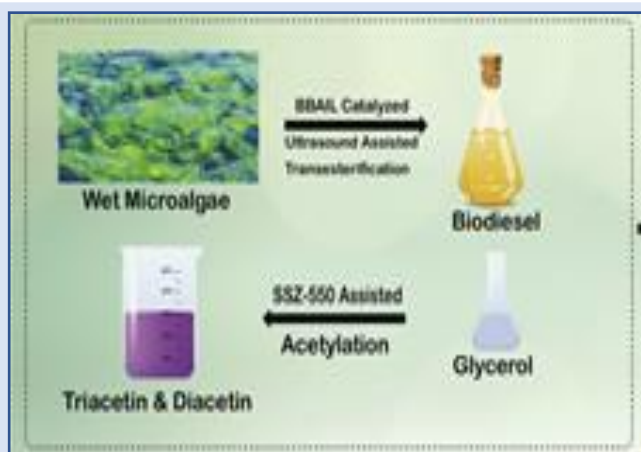 BBAIL Catalyzed
Ultrasound Assisted
Transesterification
Wet Microalgae
Biodiesel
SSZ-550 Assisted
Acetylation
Glycerol
Triacetin & Diacetin